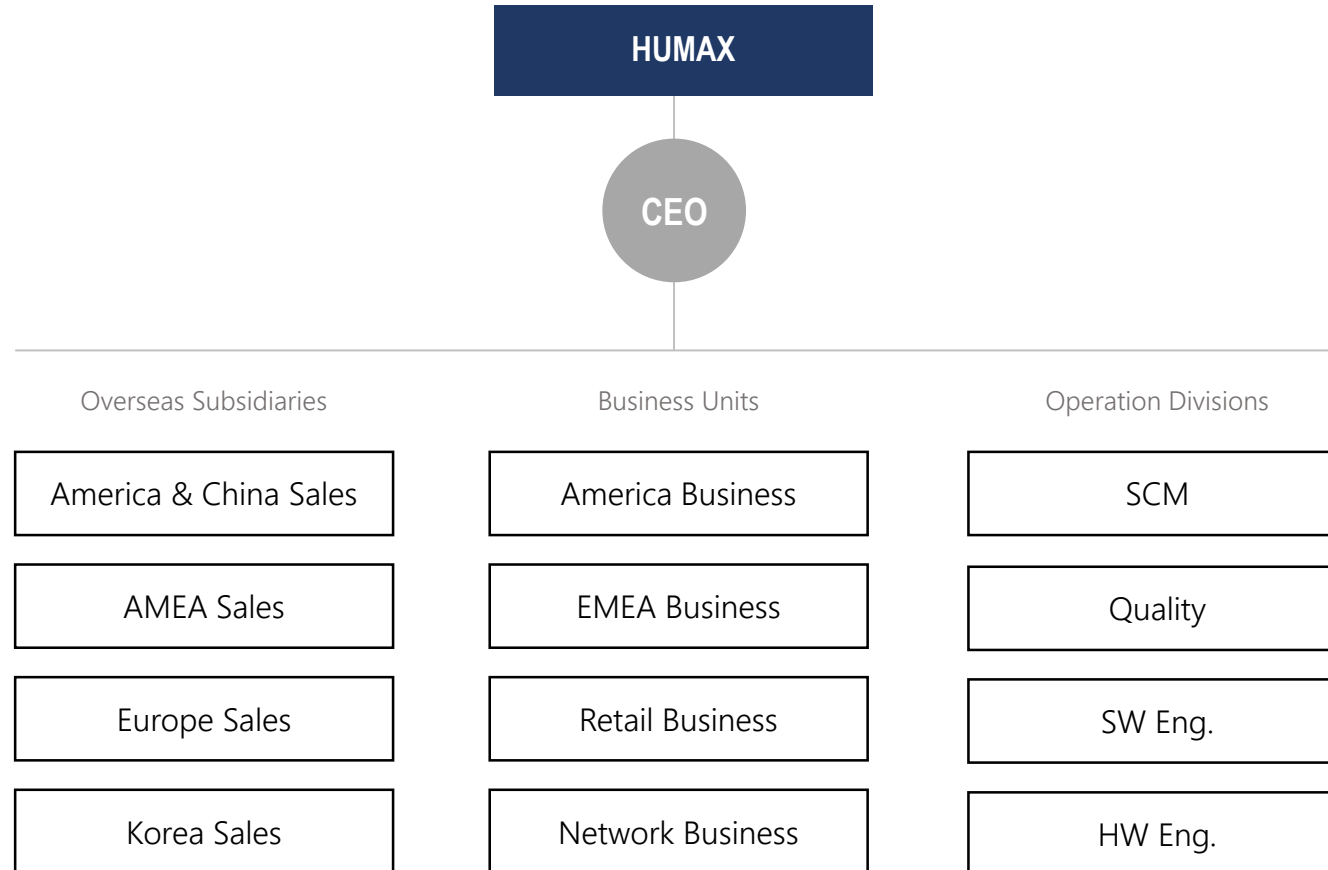 HUMAX
CEO
Overseas Subsidiaries
Business Units
Operation Divisions
America & China Sales
America Business
SCM
AMEA Sales
EMEA Business
Quality
Europe Sales
Retail Business
SW Eng.
Korea Sales
Network Business
HW Eng.